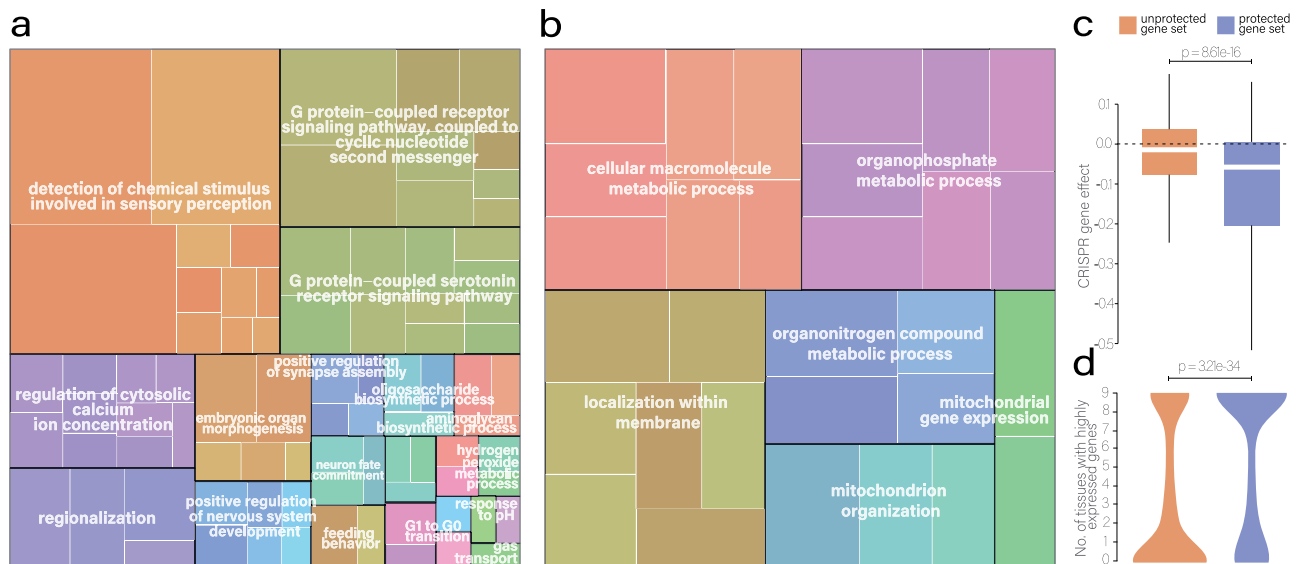 a
detection of chemical stimulus
involved in sensory perception
G protein–coupled receptor
signaling pathway, coupled to
cyclic nucleotide
second messenger
G protein–coupled serotonin
receptor signaling pathway
regulation of cytosolic
calcium
ion concentration
regionalization
embryonic organ
morphogenesis
positive regulation
of nervous system
development
positive regulation
of synapse assembly
oligosaccharide
biosynthetic process
aminoglycan
biosynthetic process
neuron fate
commitment
feeding
behavior
G1 to G0
transition
hydrogen
peroxide
metabolic
process
response
to pH
gas
transport
b
cellular macromolecule
metabolic process
organophosphate
metabolic process
localization within
membrane
organonitrogen compound
metabolic process
mitochondrial
gene expression
mitochondrion
organization
c
unprotected
gene set
protected
gene set
p = 8.61e-16
CRISPR gene effect
0.1
0.0
-0.1
-0.2
-0.3
-0.4
-0.5
d
p = 3.21e-34
No. of tissues with highly
expressed genes
9
8
7
6
5
4
3
2
1
0